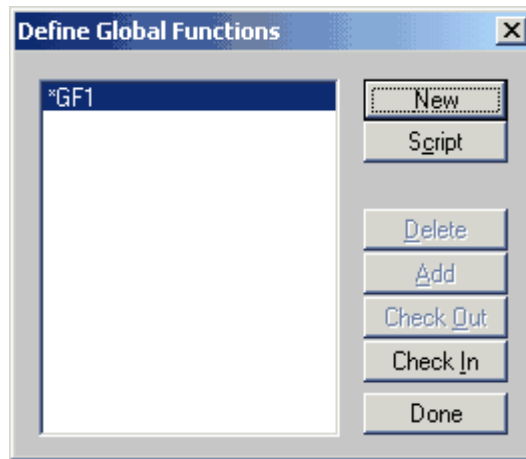 Define Global Functions
*GF1
New
Script
Delete
Add
Check Out
Check In
Done